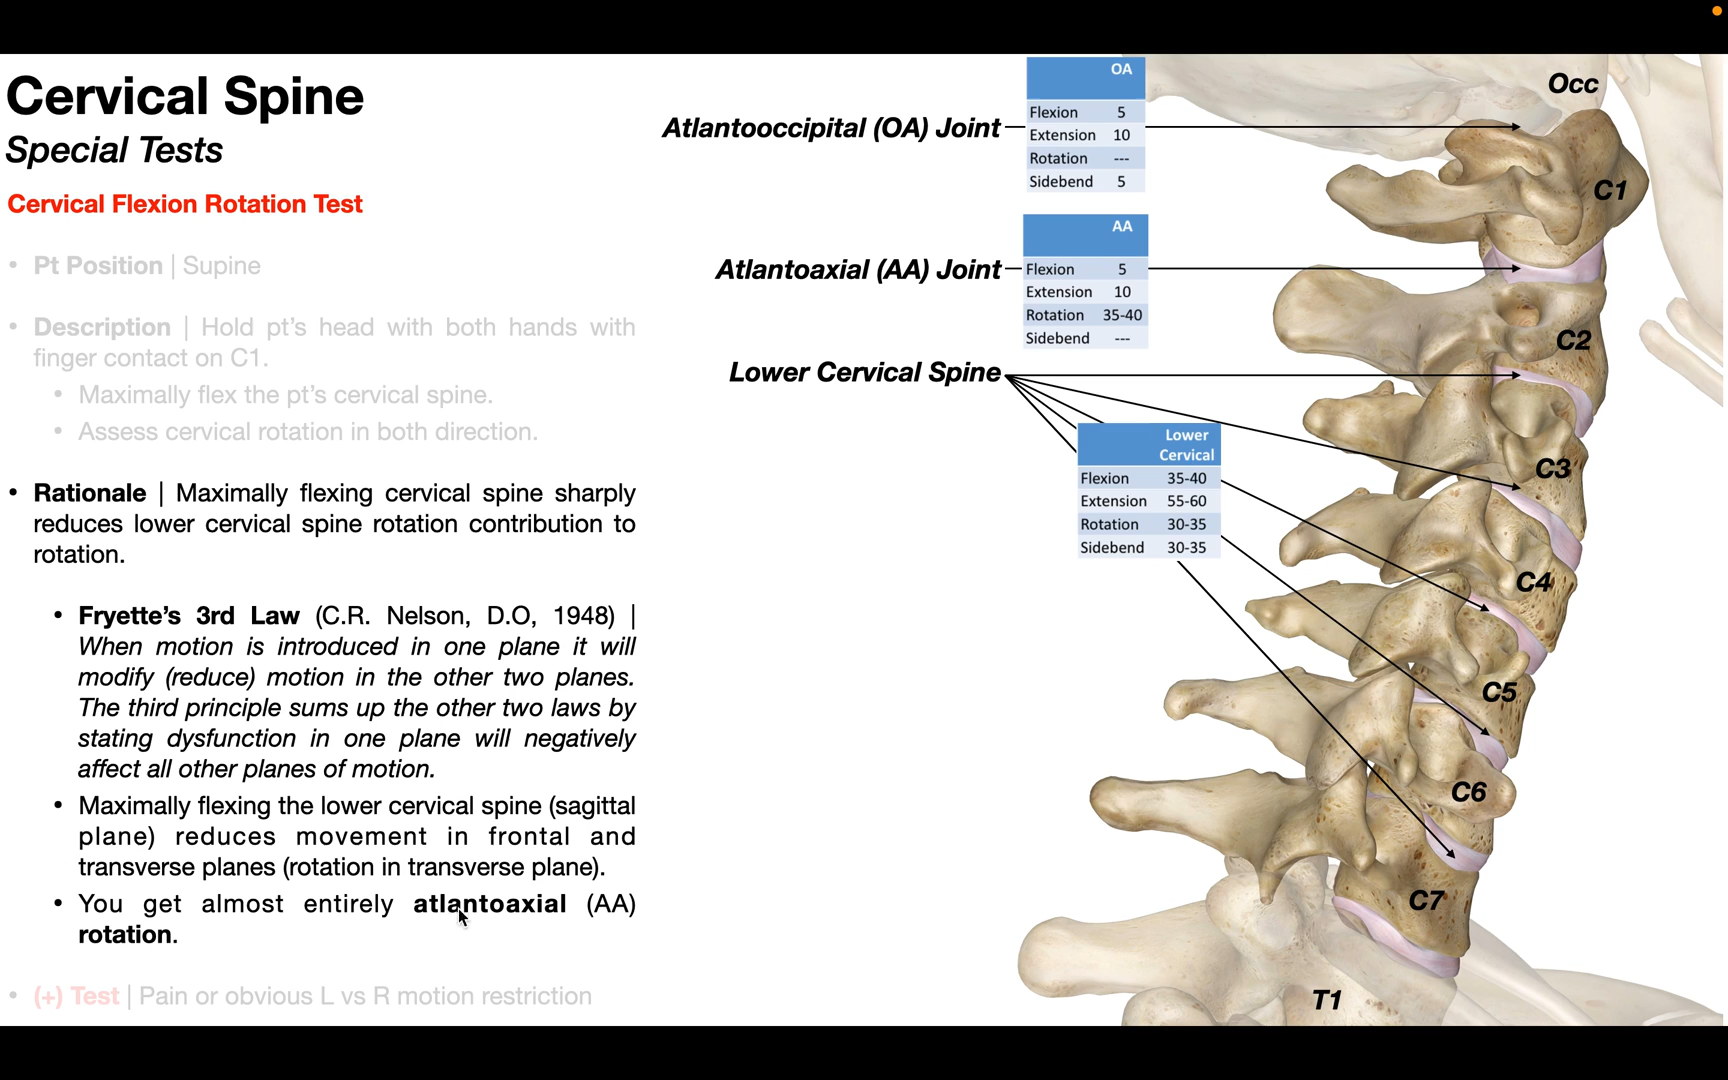 Cervical Spine
Special Tests
Cervical Flexion Rotation Test
• Pt Position | Supine
• Description | Hold pt's head with both hands with
finger contact on C1.
• Maximally flex the pt's cervical spine.
• Assess cervical rotation in both direction.
• Rationale | Maximally flexing cervical spine sharply
reduces lower cervical spine rotation contribution to
rotation.
• Fryette's 3rd Law (C.R. Nelson, D.O, 1948) |
When motion is introduced in one plane it will
modify (reduce) motion in the other two planes.
The third principle sums up the other two laws by
stating dysfunction in one plane will negatively
affect all other planes of motion.
• Maximally flexing the lower cervical spine (sagittal
plane) reduces movement in frontal and
transverse planes (rotation in transverse plane).
• You get almost entirely atlantoaxial (AA)
rotation.
• (+) Test | Pain or obvious L vs R motion restriction
Atlantooccipital (OA) Joint
OA
Flexion 5
Extension 10
Rotation ---
Sidebend 5
Atlantoaxial (AA) Joint
AA
Flexion 5
Extension 10
Rotation 35-40
Sidebend ---
Lower Cervical Spine
Lower
Cervical
Flexion 35-40
Extension 55-60
Rotation 30-35
Sidebend 30-35
Occ
C1
C2
C3
C4
C5
C6
C7
T1